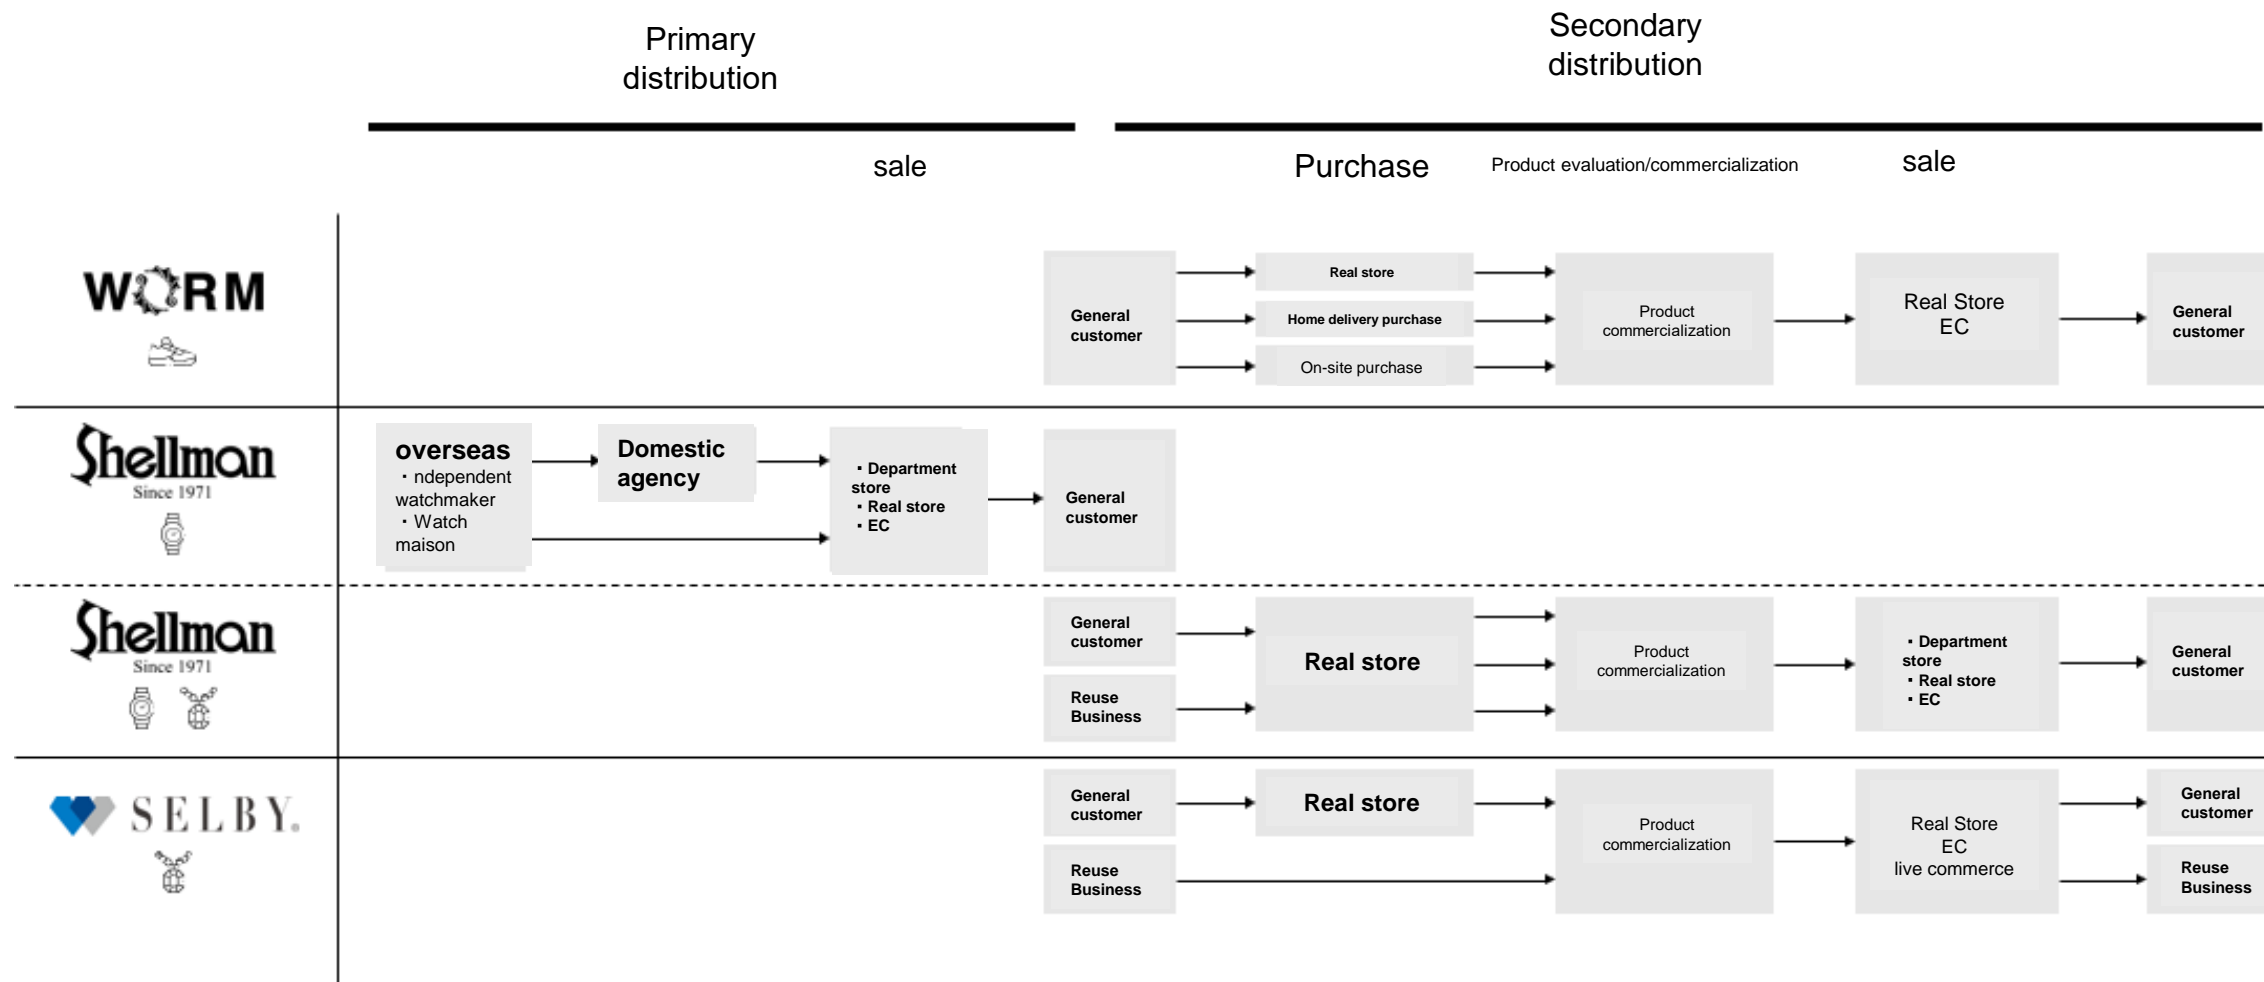 Primary
distribution
Secondary
distribution
sale
Purchase
Product evaluation/commercialization
sale
WORM
General
customer
Real store
Home delivery purchase
On-site purchase
Product
commercialization
Real Store
EC
General
customer
Shellman
Since 1971
overseas
・ndependent
watchmaker
・Watch
maison
Domestic
agency
・Department
store
・Real store
・EC
General
customer
Shellman
Since 1971
General
customer
Reuse
Business
Real store
Product
commercialization
・Department
store
・Real store
・EC
General
customer
SELBY®
General
customer
Reuse
Business
Real store
Product
commercialization
Real Store
EC
live commerce
General
customer
Reuse
Business